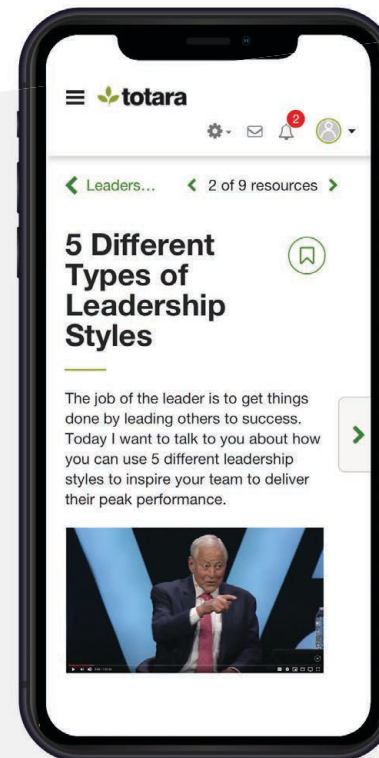 totara
2
Leaders...
2 of 9 resources
5 Different
Types of
Leadership
Styles
The job of the leader is to get things
done by leading others to success.
Today I want to talk to you about how
you can use 5 different leadership
styles to inspire your team to deliver
their peak performance.